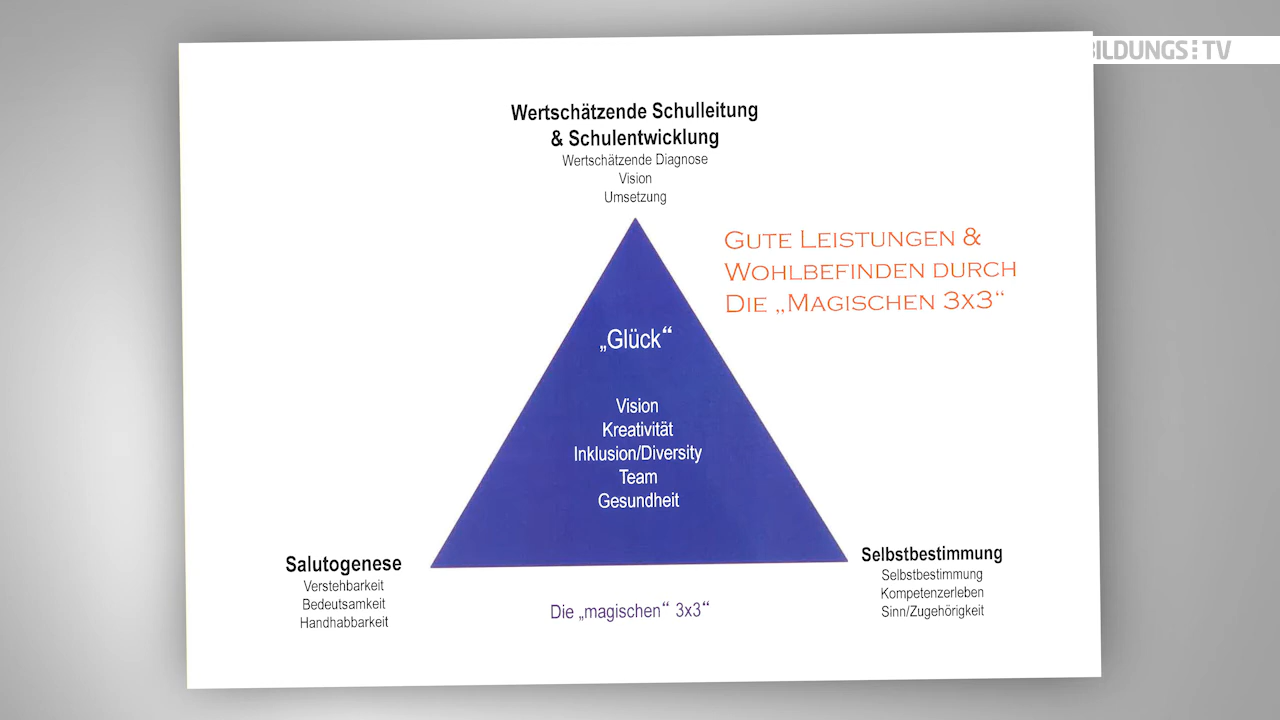 BILDUNGS TV
Wertschätzende Schulleitung
& Schulentwicklung
Wertschätzende Diagnose
Vision
Umsetzung
Gute Leistungen &
Wohlbefinden durch
Die „Magischen 3x3“
„Glück“
Vision
Kreativität
Inklusion/Diversity
Team
Gesundheit
Salutogenese
Verstehbarkeit
Bedeutsamkeit
Handhabbarkeit
Selbstbestimmung
Selbstbestimmung
Kompetenzerleben
Sinn/Zugehörigkeit
Die „magischen“ 3x3“